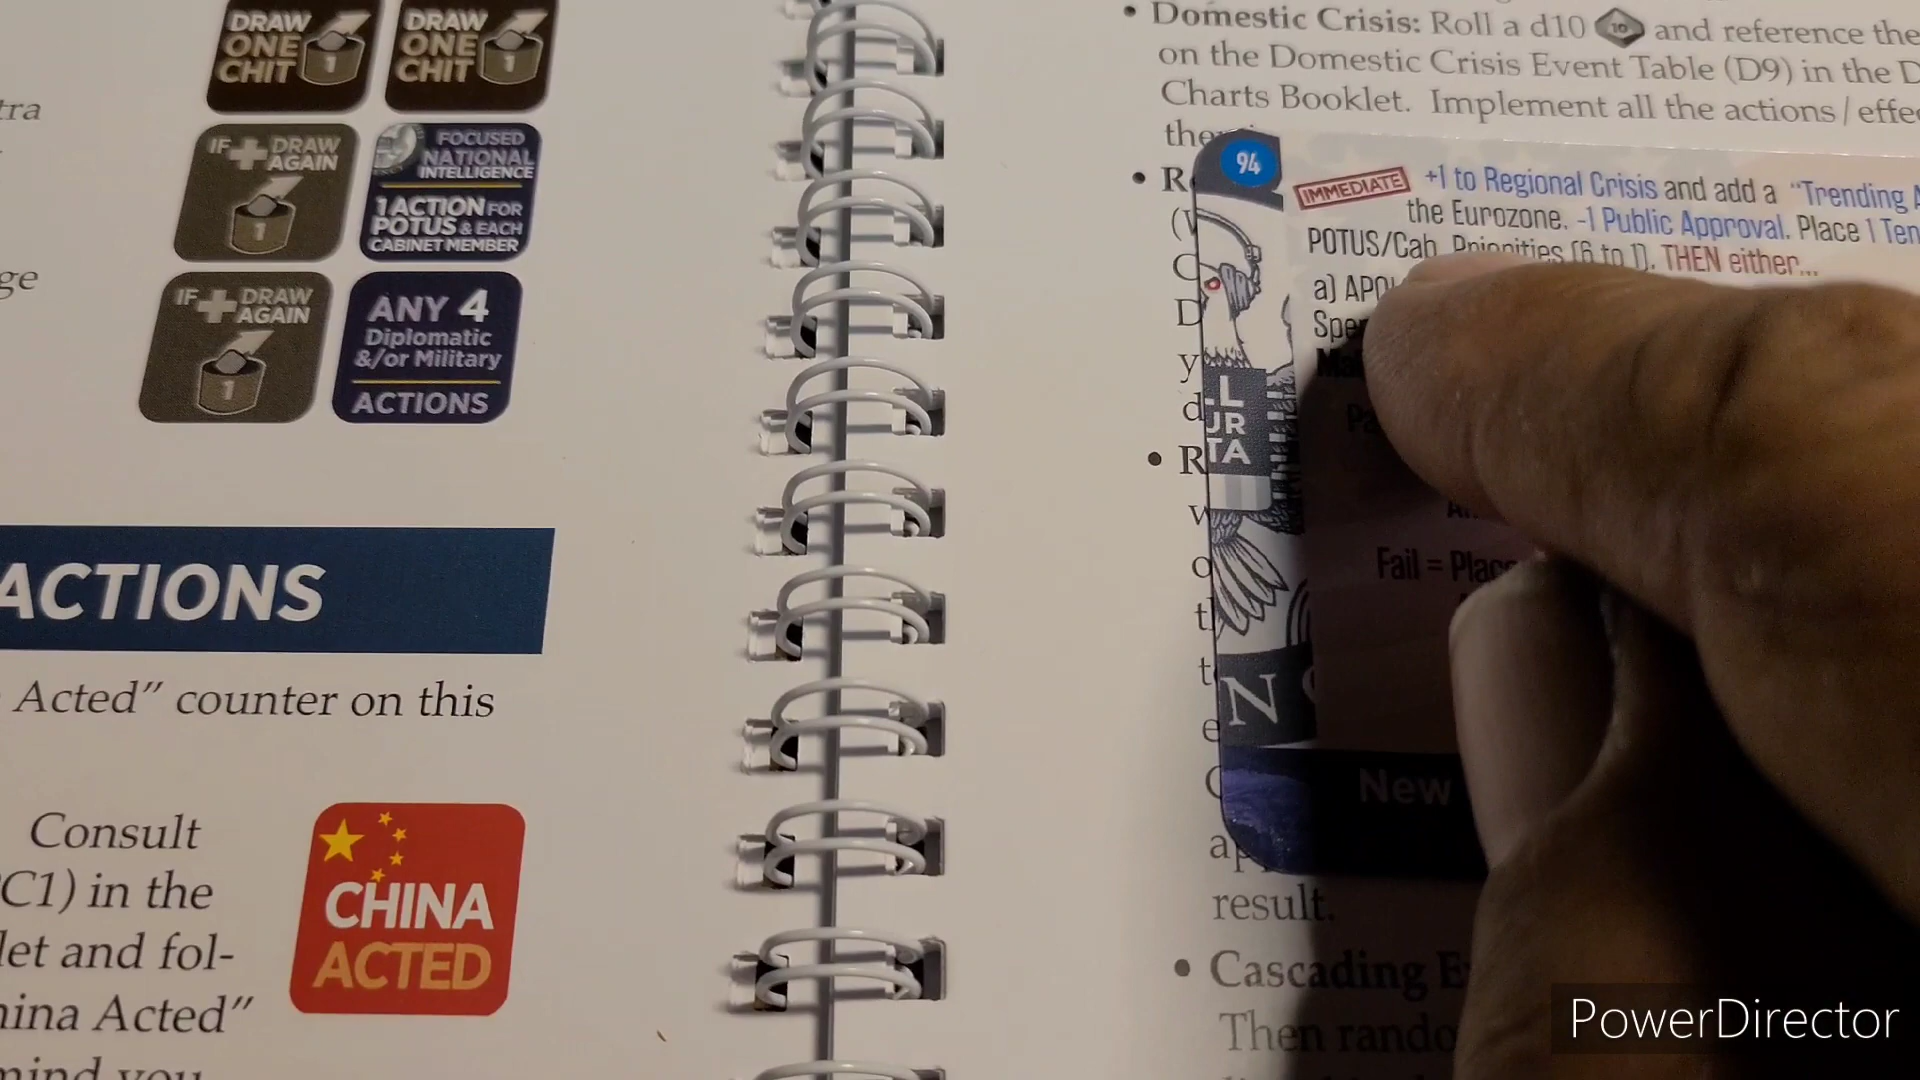 DRAW
ONE
CHIT
1
DRAW
ONE
CHIT
1
tra
IF + DRAW
AGAIN
1
FOCUSED
NATIONAL
INTELLIGENCE
1 ACTION FOR
POTUS & EACH
CABINET MEMBER
ge
IF + DRAW
AGAIN
1
ANY 4
Diplomatic
&/or Military
ACTIONS
ACTIONS
Acted” counter on this
Consult
C1) in the
let and fol-
ina Acted”
mind you
CHINA
ACTED
• Domestic Crisis: Roll a d10 10 and reference the
on the Domestic Crisis Event Table (D9) in the D
Charts Booklet. Implement all the actions / effe
94
IMMEDIATE +1 to Regional Crisis and add a “Trending A
the Eurozone. -1 Public Approval. Place 1 Ten
POTUS/Cab. Priorities (6 to 1). THEN either...
a)
Fail = Place
N
New
result.
• Cascading E
Then rando
PowerDirector